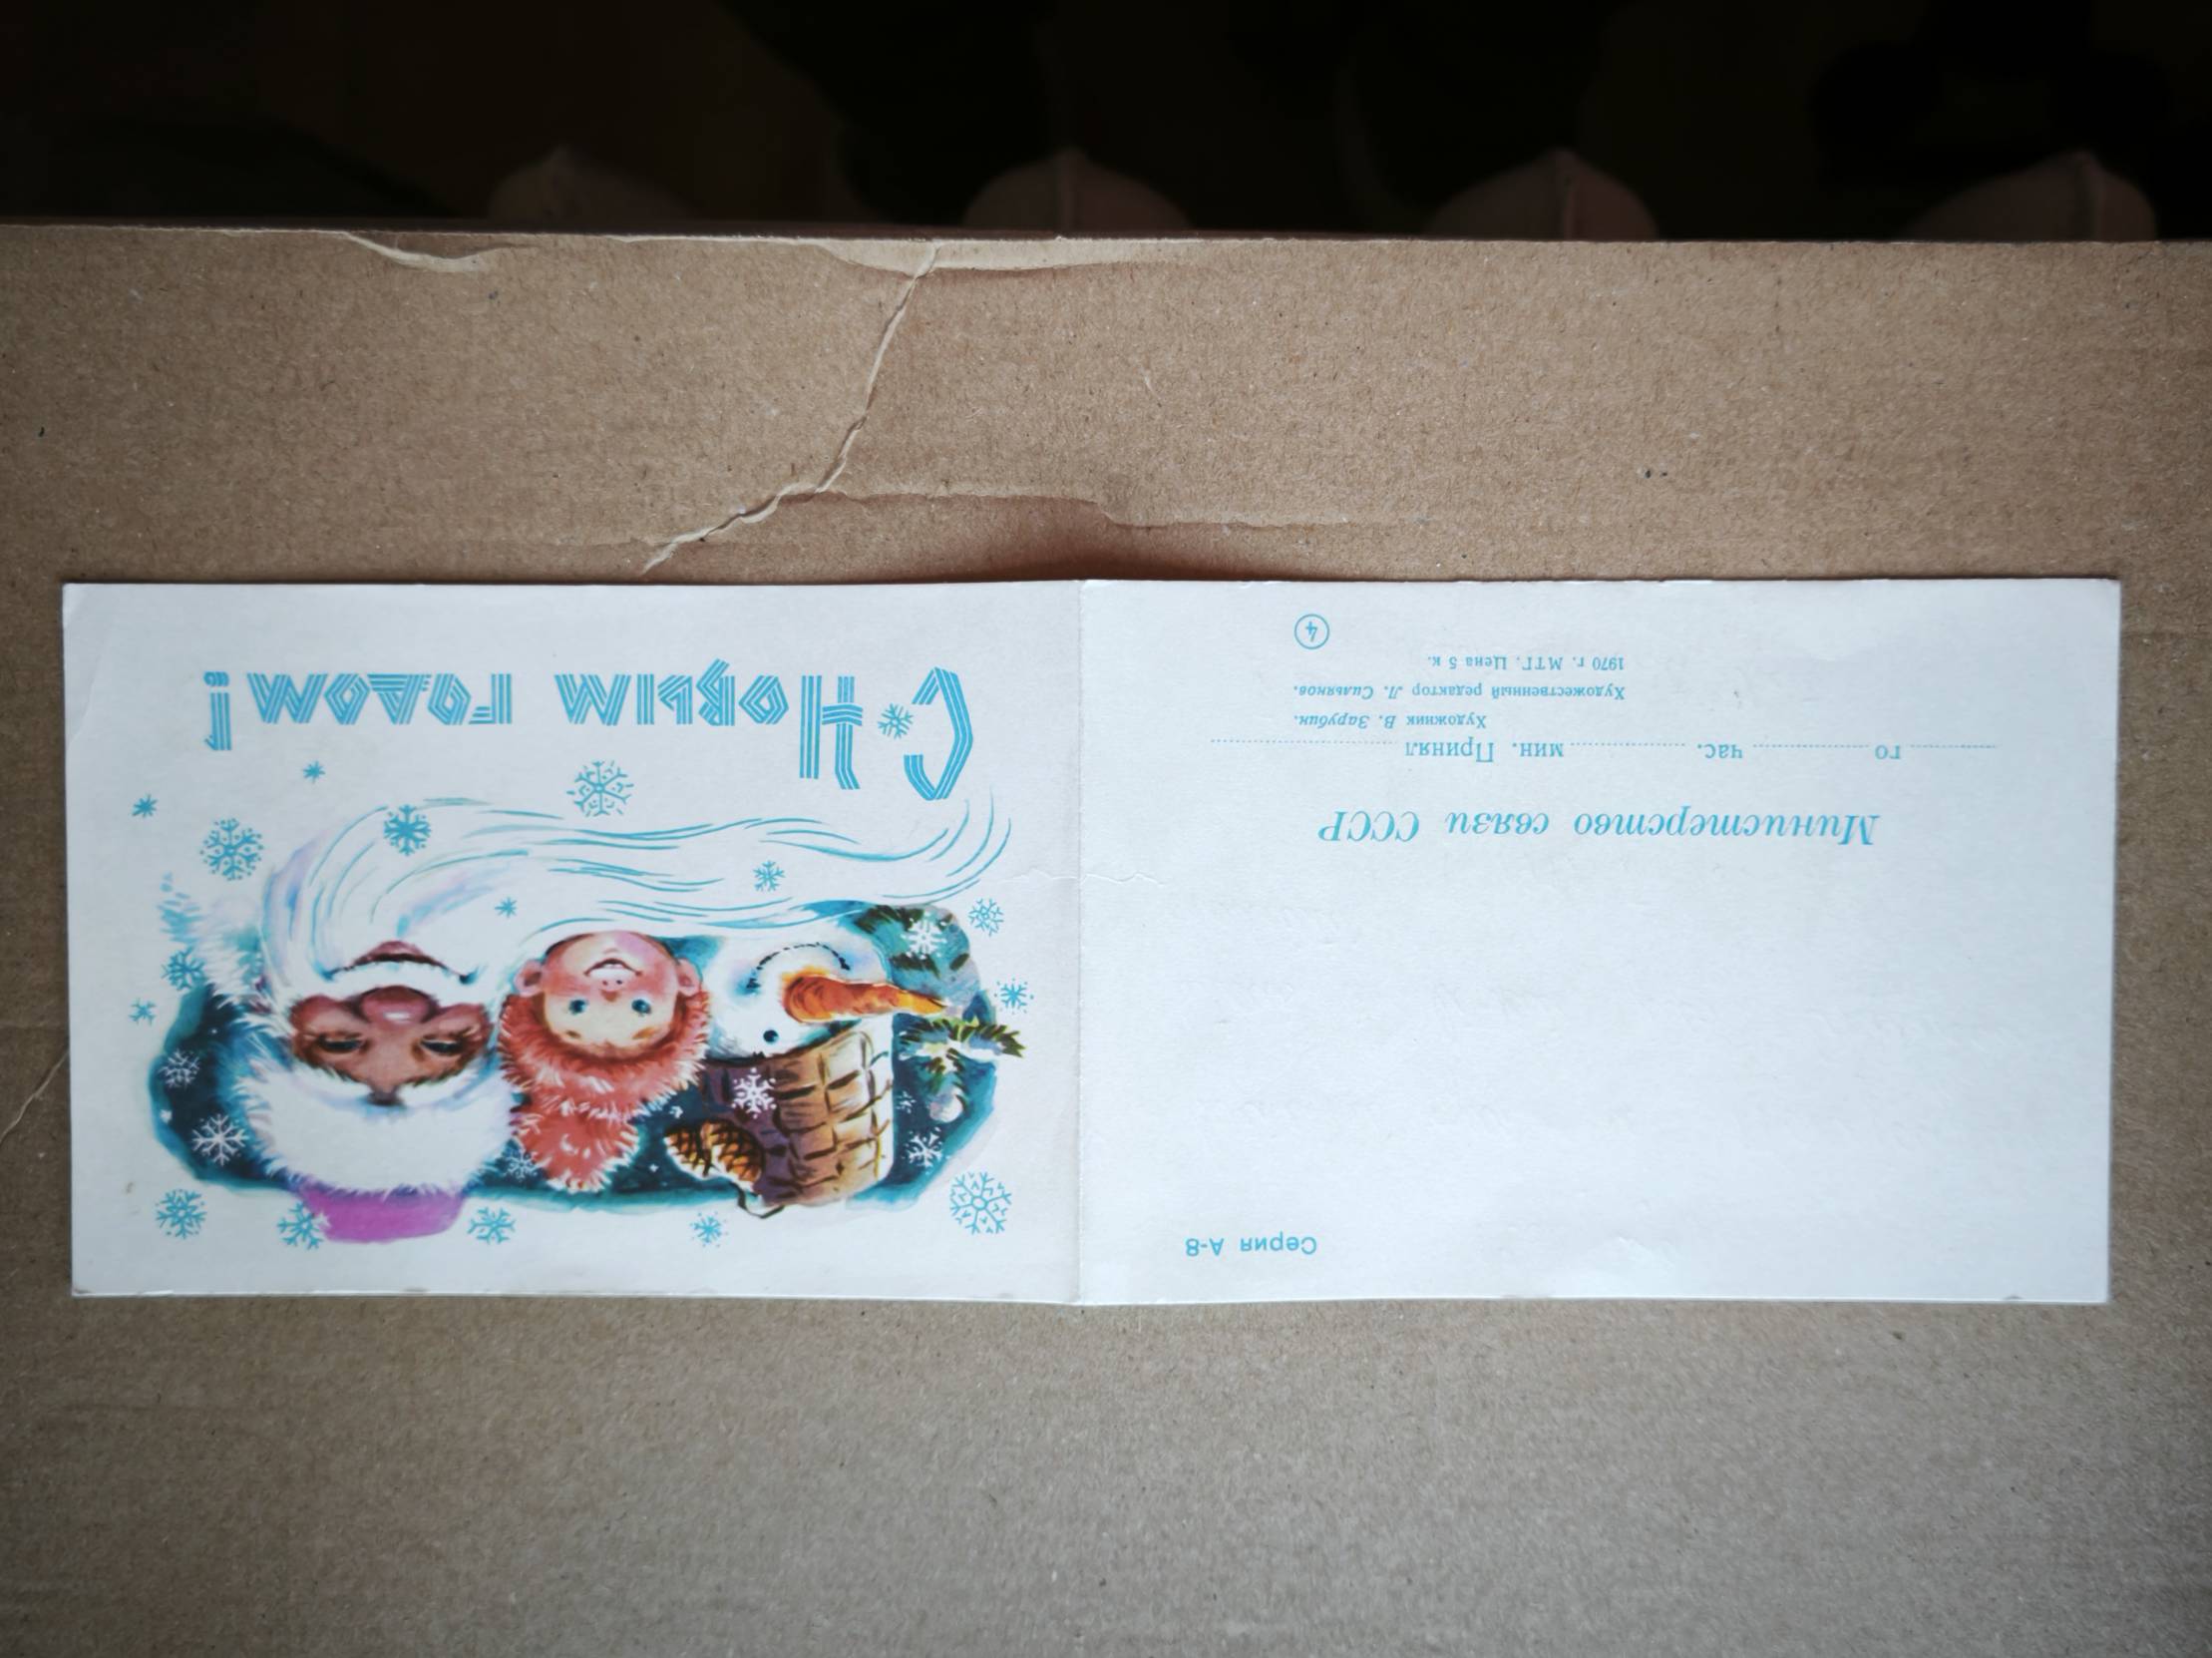 Серия А-8
Министерство связи СССР
го час. мин. Принял
Художник В. Зарубин.
Художественный редактор Л. Сильянов.
1970 г. МТГ. Цена 5 к.
4
С Новым годом!